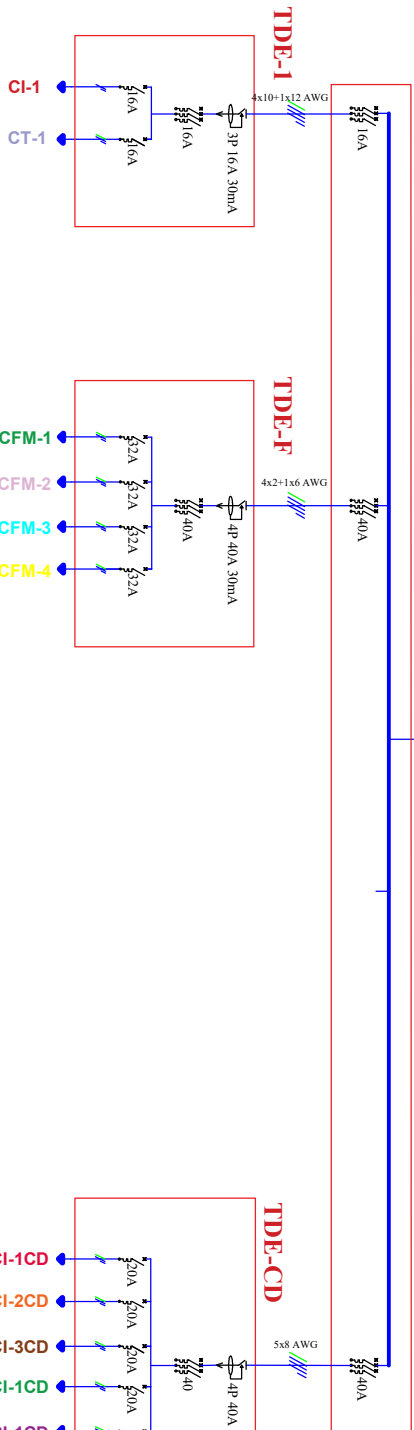 TDE-1
CI-1
CT-1
16A
16A
16A
3P 16A 30mA
4x10+1x12 AWG
16A
TDE-F
CFM-1
CFM-2
CFM-3
CFM-4
32A
32A
32A
32A
40A
4P 40A 30mA
4x2+1x6 AWG
40A
TDE-CD
CI-1CD
CI-2CD
CI-3CD
CI-1CD
CI-1CD
20A
20A
20A
20A
40
4P 40A
5x8 AWG
40A